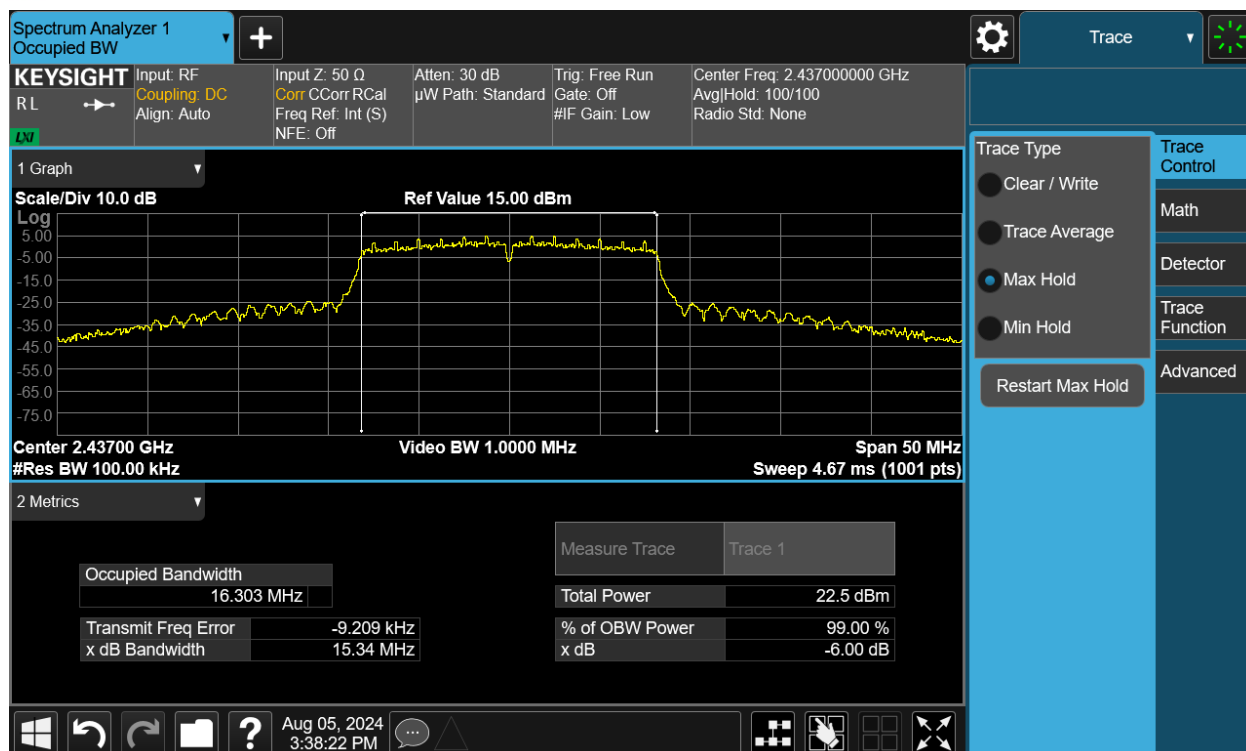 Spectrum Analyzer 1
Occupied BW
+
Trace
KEYSIGHT
R L
LXI
Input: RF
Coupling: DC
Align: Auto
Input Z: 50 Ω
Corr CCorr RCal
Freq Ref: Int (S)
NFE: Off
Atten: 30 dB
µW Path: Standard
Trig: Free Run
Gate: Off
#IF Gain: Low
Center Freq: 2.437000000 GHz
Avg|Hold: 100/100
Radio Std: None
1 Graph
Scale/Div 10.0 dB
Ref Value 15.00 dBm
Log
5.00
-5.00
-15.0
-25.0
-35.0
-45.0
-55.0
-65.0
-75.0
Center 2.43700 GHz
Video BW 1.0000 MHz
Span 50 MHz
#Res BW 100.00 kHz
Sweep 4.67 ms (1001 pts)
2 Metrics
Measure Trace Trace 1
Occupied Bandwidth
16.303 MHz
Total Power 22.5 dBm
Transmit Freq Error -9.209 kHz
% of OBW Power 99.00 %
x dB Bandwidth 15.34 MHz
x dB -6.00 dB
Trace Type
Clear / Write
Trace Average
Max Hold
Min Hold
Restart Max Hold
Trace
Control
Math
Detector
Trace
Function
Advanced
?
Aug 05, 2024
3:38:22 PM